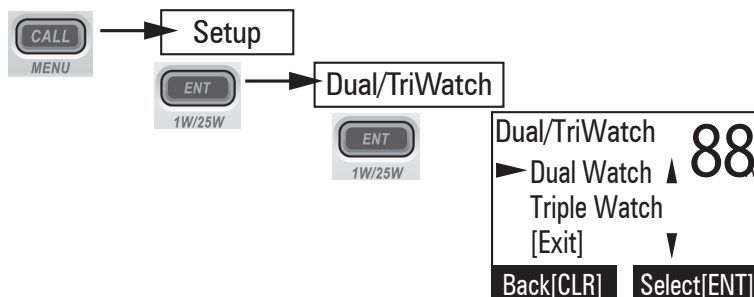 CALL
MENU
Setup
ENT
1W/25W
Dual/TriWatch
ENT
1W/25W
Dual/TriWatch
88
Dual Watch
Triple Watch
[Exit]
Back[CLR]
Select[ENT]